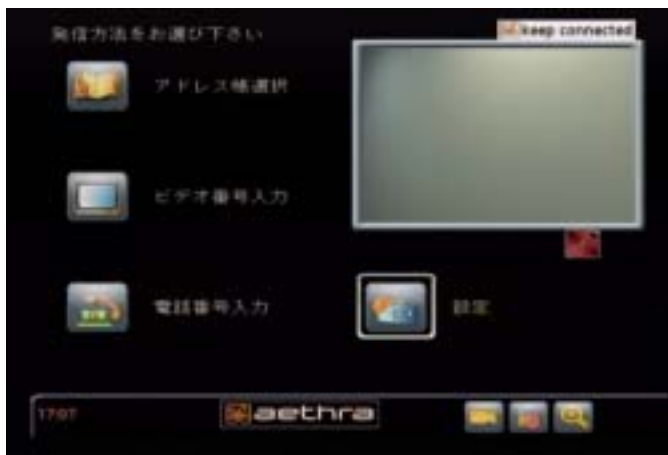 発信方法をお選び下さい
keep connected
アドレス帳選択
ビデオ番号入力
電話番号入力
設定
17:07
aethra